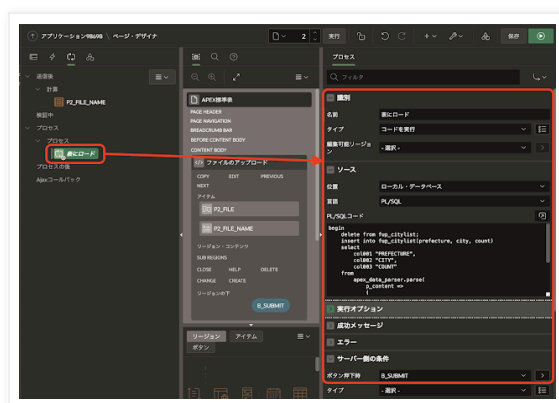 アプリケーション98698 \ ページ・デザイナ
2
実行
保存
送信後
計算
P2_FILE_NAME
検証中
プロセス
プロセス
表にロード
プロセスの後
Ajaxコールバック
APEX標準表
PAGE HEADER
PAGE NAVIGATION
BREADCRUMB BAR
BEFORE CONTENT BODY
CONTENT BODY
ファイルのアップロード
COPY EDIT PREVIOUS
NEXT
アイテム
P2_FILE
P2_FILE_NAME
リージョン・コンテンツ
SUB REGIONS
CLOSE HELP DELETE
CHANGE CREATE
リージョンの下
B_SUBMIT
リージョン アイテム
ボタン
プロセス
フィルタ
識別
名前 表にロード
タイプ コードを実行
編集可能リージョン - 選択 -
ソース
位置 ローカル・データベース
言語 PL/SQL
PL/SQLコード
begin
delete from fup_citylist;
insert into fup_citylist(prefecture, city, count)
select
col001 "PREFECTURE",
col002 "CITY",
col003 "COUNT"
from
apex_data_parser.parse(
p_content =>
(
実行オプション
成功メッセージ
エラー
サーバー側の条件
ボタン押下時 B_SUBMIT
タイプ - 選択 -